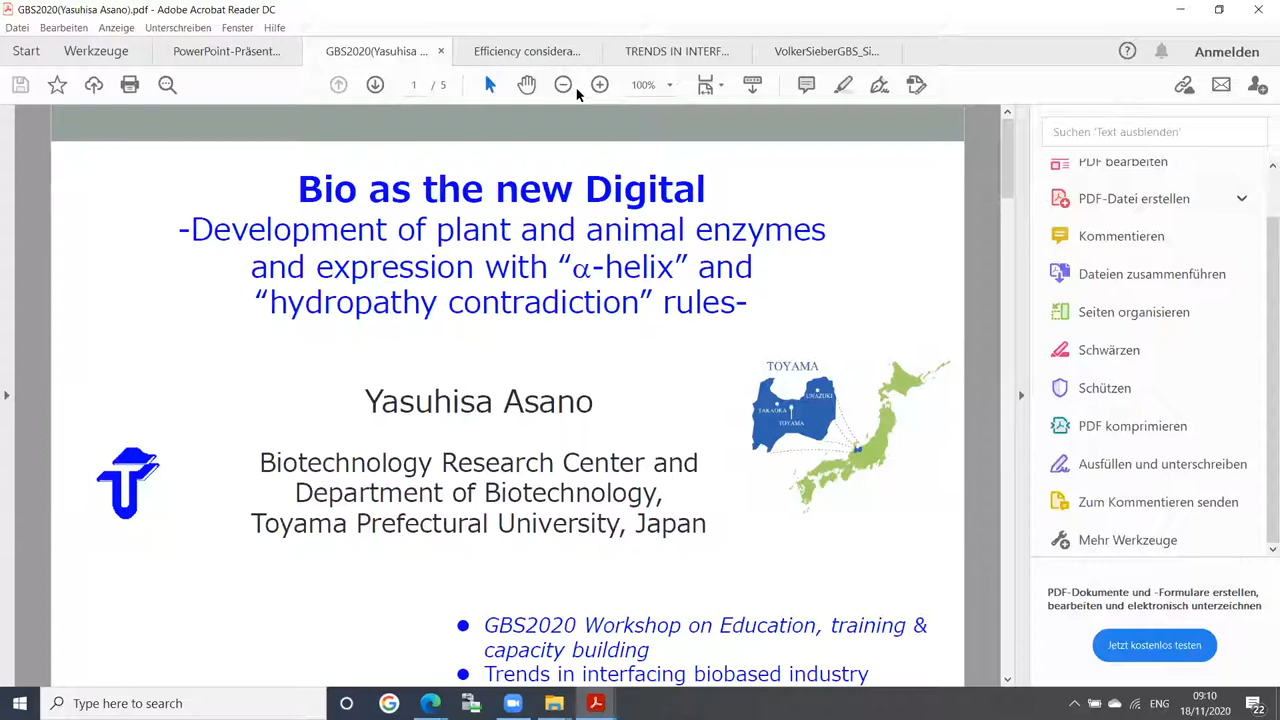 GBS2020(Yasuhisa Asano).pdf - Adobe Acrobat Reader DC
Datei Bearbeiten Anzeige Unterschreiben Fenster Hilfe
Start Werkzeuge PowerPoint-Präsent... GBS2020(Yasuhisa ... × Efficiency considera... TRENDS IN INTERF... VolkerSieberGBS_Si... Anmelden
1 / 5 100%
Suchen 'Text ausblenden'
PDF bearbeiten
PDF-Datei erstellen
Kommentieren
Dateien zusammenführen
Seiten organisieren
Schwärzen
Schützen
PDF komprimieren
Ausfüllen und unterschreiben
Zum Kommentieren senden
Mehr Werkzeuge
PDF-Dokumente und -Formulare erstellen,
bearbeiten und elektronisch unterzeichnen
Jetzt kostenlos testen
Bio as the new Digital
-Development of plant and animal enzymes
and expression with “α-helix” and
“hydropathy contradiction” rules-
Yasuhisa Asano
Biotechnology Research Center and
Department of Biotechnology,
Toyama Prefectural University, Japan
TOYAMA
UNAZUKI
TAKAOKA
TOYAMA
● GBS2020 Workshop on Education, training &
capacity building
● Trends in interfacing biobased industry
Type here to search
ENG
09:10
18/11/2020
22